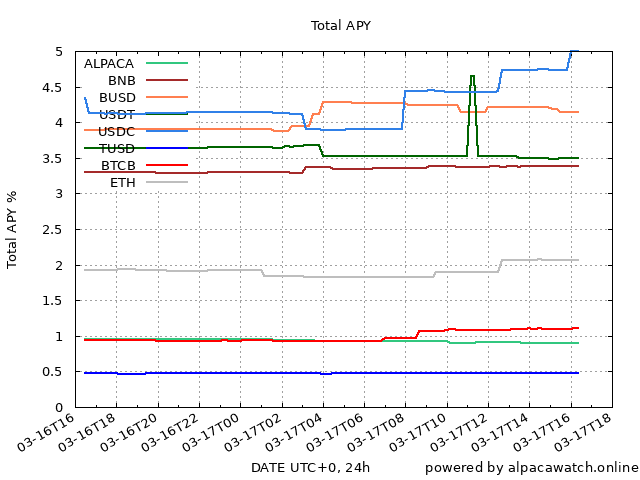 Total APY
ALPACA
BNB
BUSD
USDT
USDC
TUSD
BTCB
ETH
Total APY %
5
4.5
4
3.5
3
2.5
2
1.5
1
0.5
0
03-16T16
03-16T18
03-16T20
03-16T22
03-17T00
03-17T02
03-17T04
03-17T06
03-17T08
03-17T10
03-17T12
03-17T14
03-17T16
03-17T18
DATE UTC+0, 24h
powered by alpacawatch.online